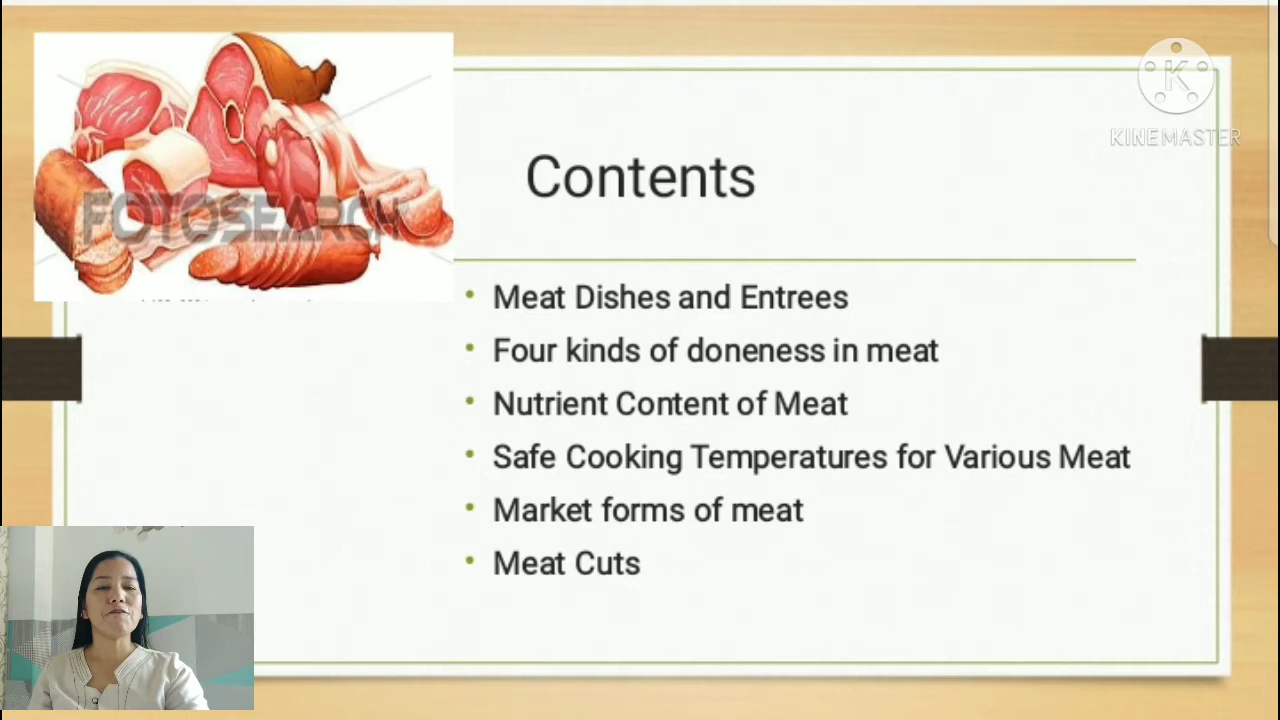 FOTOSEARCH
KINEMASTER
Contents
• Meat Dishes and Entrees
• Four kinds of doneness in meat
• Nutrient Content of Meat
• Safe Cooking Temperatures for Various Meat
• Market forms of meat
• Meat Cuts